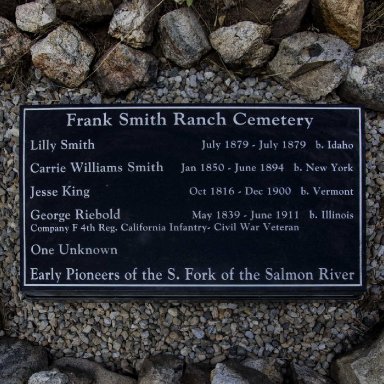 Frank Smith Ranch Cemetery
Lilly Smith July 1879 - July 1879 b. Idaho
Carrie Williams Smith Jan 1850 - June 1894 b. New York
Jesse King Oct 1816 - Dec 1900 b. Vermont
George Riebold May 1839 - June 1911 b. Illinois
Company F 4th Reg. California Infantry- Civil War Veteran
One Unknown
Early Pioneers of the S. Fork of the Salmon River